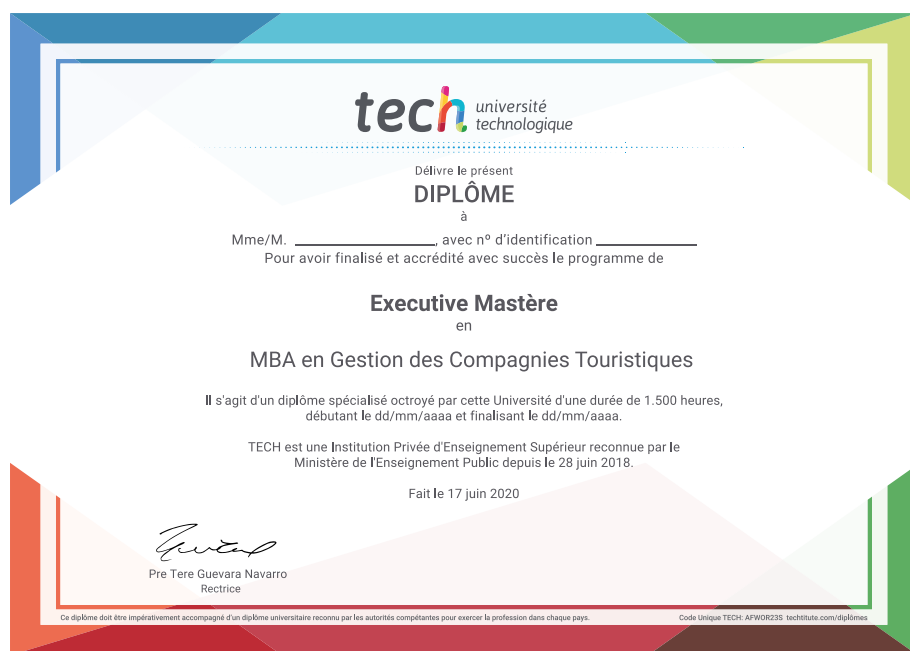 tech université
technologique
Délivre le présent
DIPLÔME
à
Mme/M. ____________________, avec nº d'identification ______________
Pour avoir finalisé et accrédité avec succès le programme de
Executive Mastère
en
MBA en Gestion des Compagnies Touristiques
Il s'agit d'un diplôme spécialisé octroyé par cette Université d'une durée de 1.500 heures,
débutant le dd/mm/aaaa et finalisant le dd/mm/aaaa.
TECH est une Institution Privée d'Enseignement Supérieur reconnue par le
Ministère de l'Enseignement Public depuis le 28 juin 2018.
Fait le 17 juin 2020
Pre Tere Guevara Navarro
Rectrice
Ce diplôme doit être impérativement accompagné d'un diplôme universitaire reconnu par les autorités compétantes pour exercer la profession dans chaque pays.
Code Unique TECH: AFWOR23S techtitute.com/diplômes